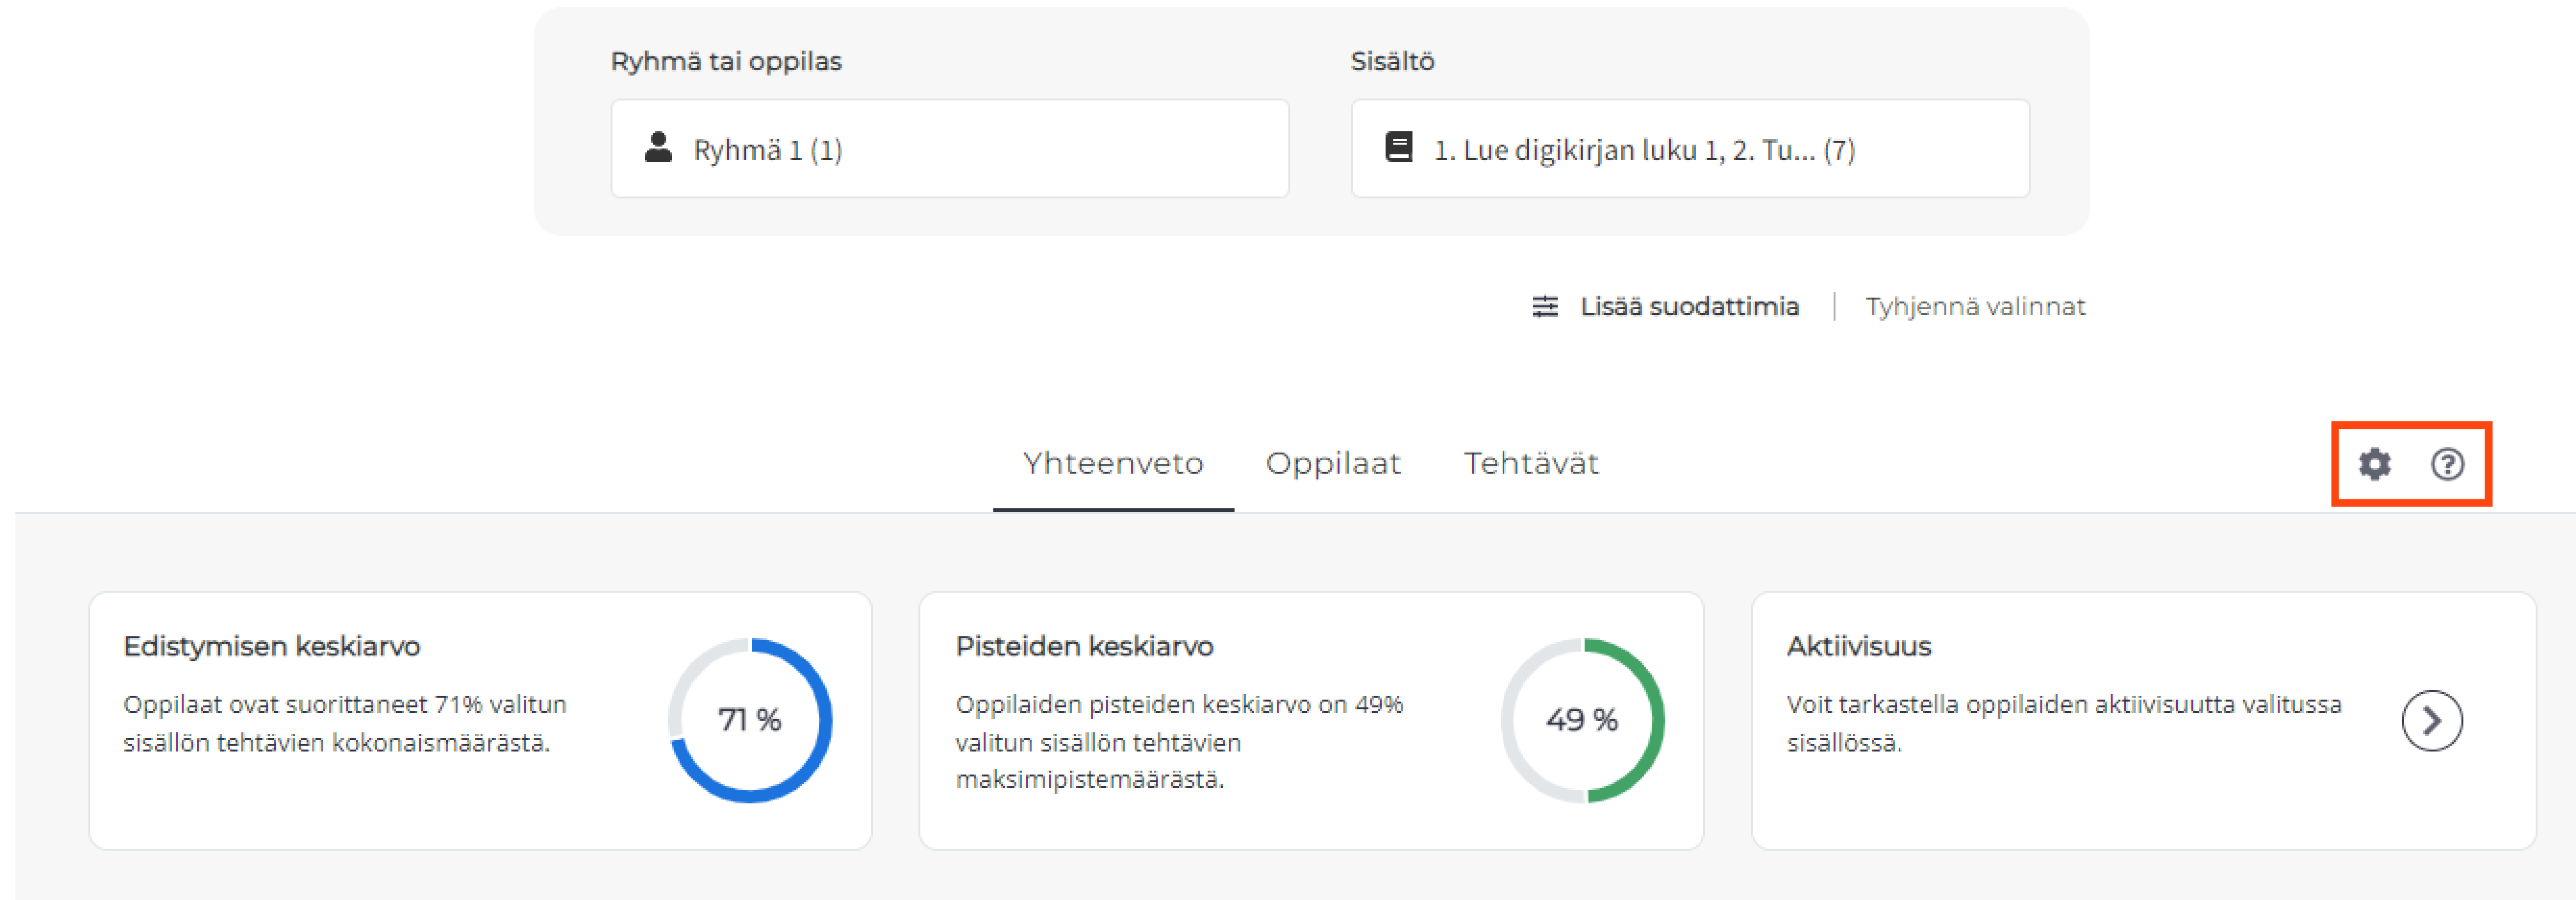 Ryhmä tai oppilas
Sisältö
Ryhmä 1 (1)
1. Lue digikirjan luku 1, 2. Tu... (7)
Lisää suodattimia
Tyhjennä valinnat
Yhteenveto
Oppilaat
Tehtävät
Edistymisen keskiarvo
Oppilaat ovat suorittaneet 71% valitun
sisällön tehtävien kokonaismäärästä.
71 %
Pisteiden keskiarvo
Oppilaiden pisteiden keskiarvo on 49%
valitun sisällön tehtävien
maksimipistemäärästä.
49 %
Aktiivisuus
Voit tarkastella oppilaiden aktiivisuutta valitussa
sisällössä.